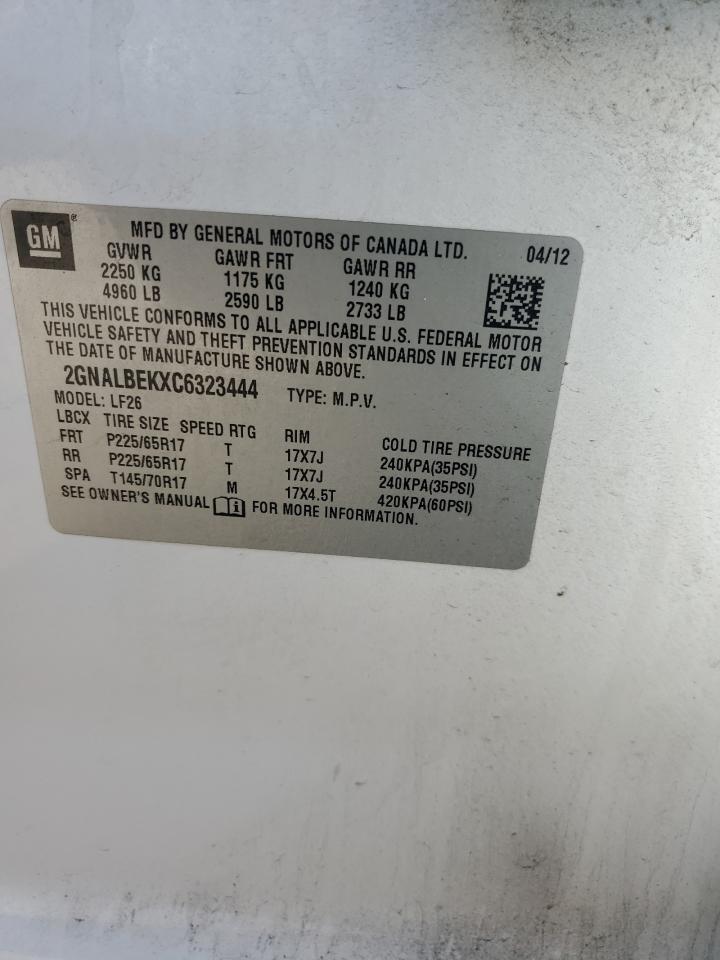 GM® MFD BY GENERAL MOTORS OF CANADA LTD. 04/12
GVWR GAWR FRT GAWR RR
2250 KG 1175 KG 1240 KG
4960 LB 2590 LB 2733 LB
THIS VEHICLE CONFORMS TO ALL APPLICABLE U.S. FEDERAL MOTOR
VEHICLE SAFETY AND THEFT PREVENTION STANDARDS IN EFFECT ON
THE DATE OF MANUFACTURE SHOWN ABOVE.
2GNALBEKXC6323444 TYPE: M.P.V.
MODEL: LF26
LBCX TIRE SIZE SPEED RTG RIM COLD TIRE PRESSURE
FRT P225/65R17 T 17X7J 240KPA(35PSI)
RR P225/65R17 T 17X7J 240KPA(35PSI)
SPA T145/70R17 M 17X4.5T 420KPA(60PSI)
SEE OWNER'S MANUAL FOR MORE INFORMATION.